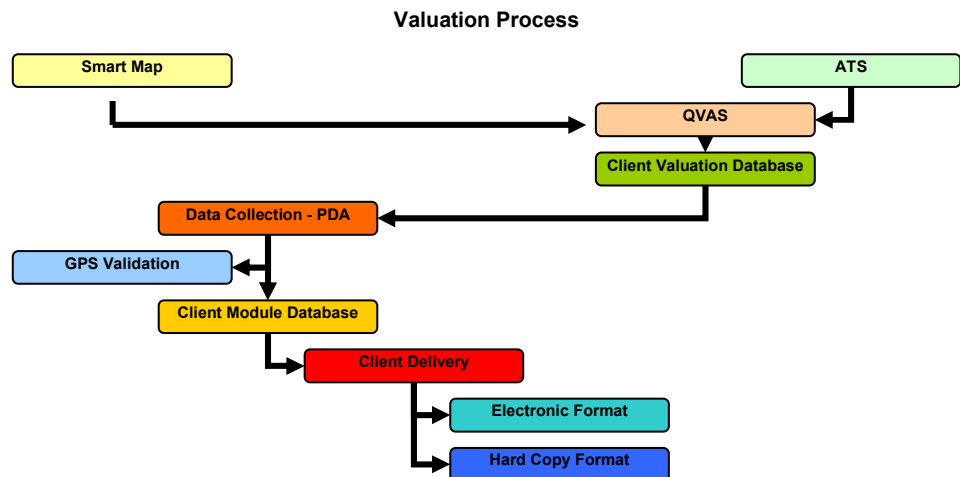 Valuation Process
Smart Map
ATS
QVAS
Client Valuation Database
Data Collection - PDA
GPS Validation
Client Module Database
Client Delivery
Electronic Format
Hard Copy Format